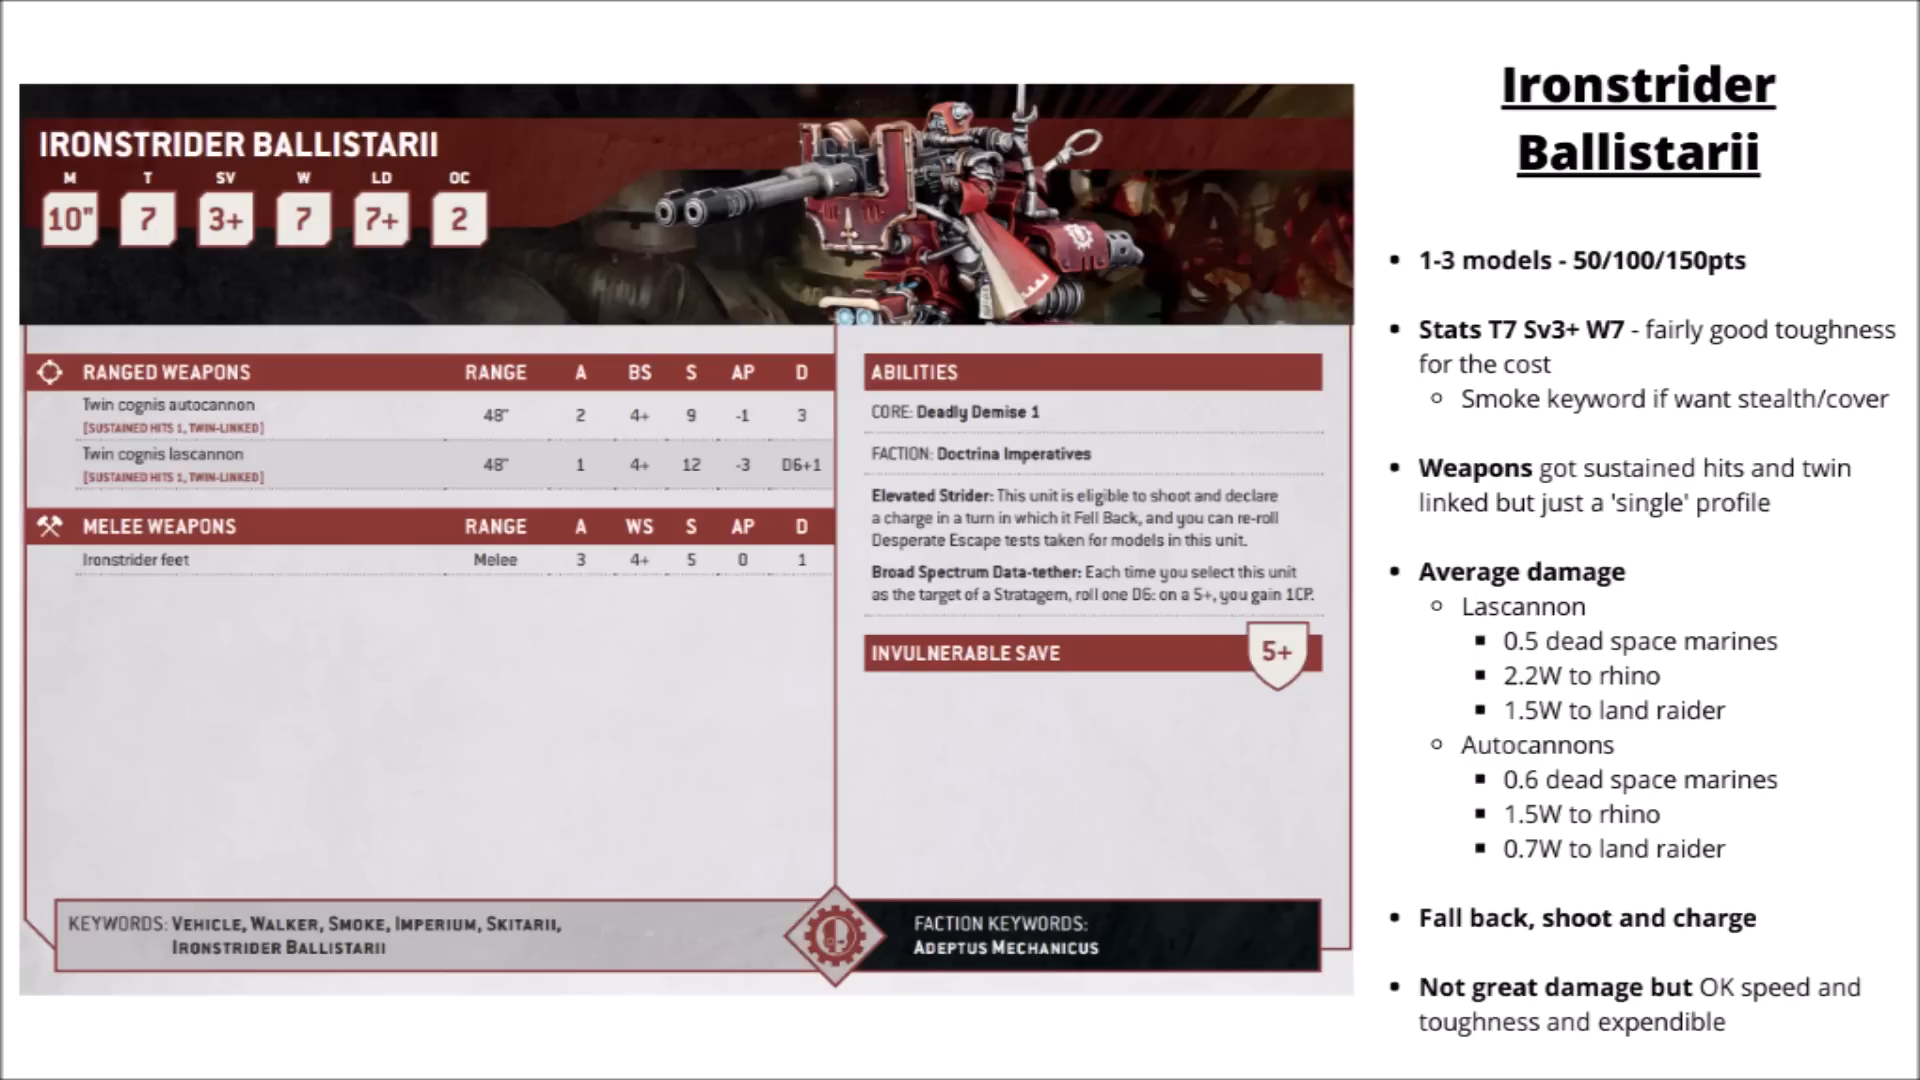 IRONSTRIDER BALLISTARII
M T SV W LD OC
10" 7 3+ 7 7+ 2
RANGED WEAPONS RANGE A BS S AP D
Twin cognis autocannon
[SUSTAINED HITS 1, TWIN-LINKED]
48" 2 4+ 9 -1 3
Twin cognis lascannon
[SUSTAINED HITS 1, TWIN-LINKED]
48" 1 4+ 12 -3 D6+1
MELEE WEAPONS RANGE A WS S AP D
Ironstrider feet Melee 3 4+ 5 0 1
ABILITIES
CORE: Deadly Demise 1
FACTION: Doctrina Imperatives
Elevated Strider: This unit is eligible to shoot and declare
a charge in a turn in which it Fell Back, and you can re-roll
Desperate Escape tests taken for models in this unit.
Broad Spectrum Data-tether: Each time you select this unit
as the target of a Stratagem, roll one D6: on a 5+, you gain 1CP.
INVULNERABLE SAVE 5+
KEYWORDS: VEHICLE, WALKER, SMOKE, IMPERIUM, SKITARII,
IRONSTRIDER BALLISTARII
FACTION KEYWORDS:
ADEPTUS MECHANICUS
Ironstrider
Ballistarii
• 1-3 models - 50/100/150pts
• Stats T7 Sv3+ W7 - fairly good toughness
for the cost
○ Smoke keyword if want stealth/cover
• Weapons got sustained hits and twin
linked but just a 'single' profile
• Average damage
○ Lascannon
▪ 0.5 dead space marines
▪ 2.2W to rhino
▪ 1.5W to land raider
○ Autocannons
▪ 0.6 dead space marines
▪ 1.5W to rhino
▪ 0.7W to land raider
• Fall back, shoot and charge
• Not great damage but OK speed and
toughness and expendible